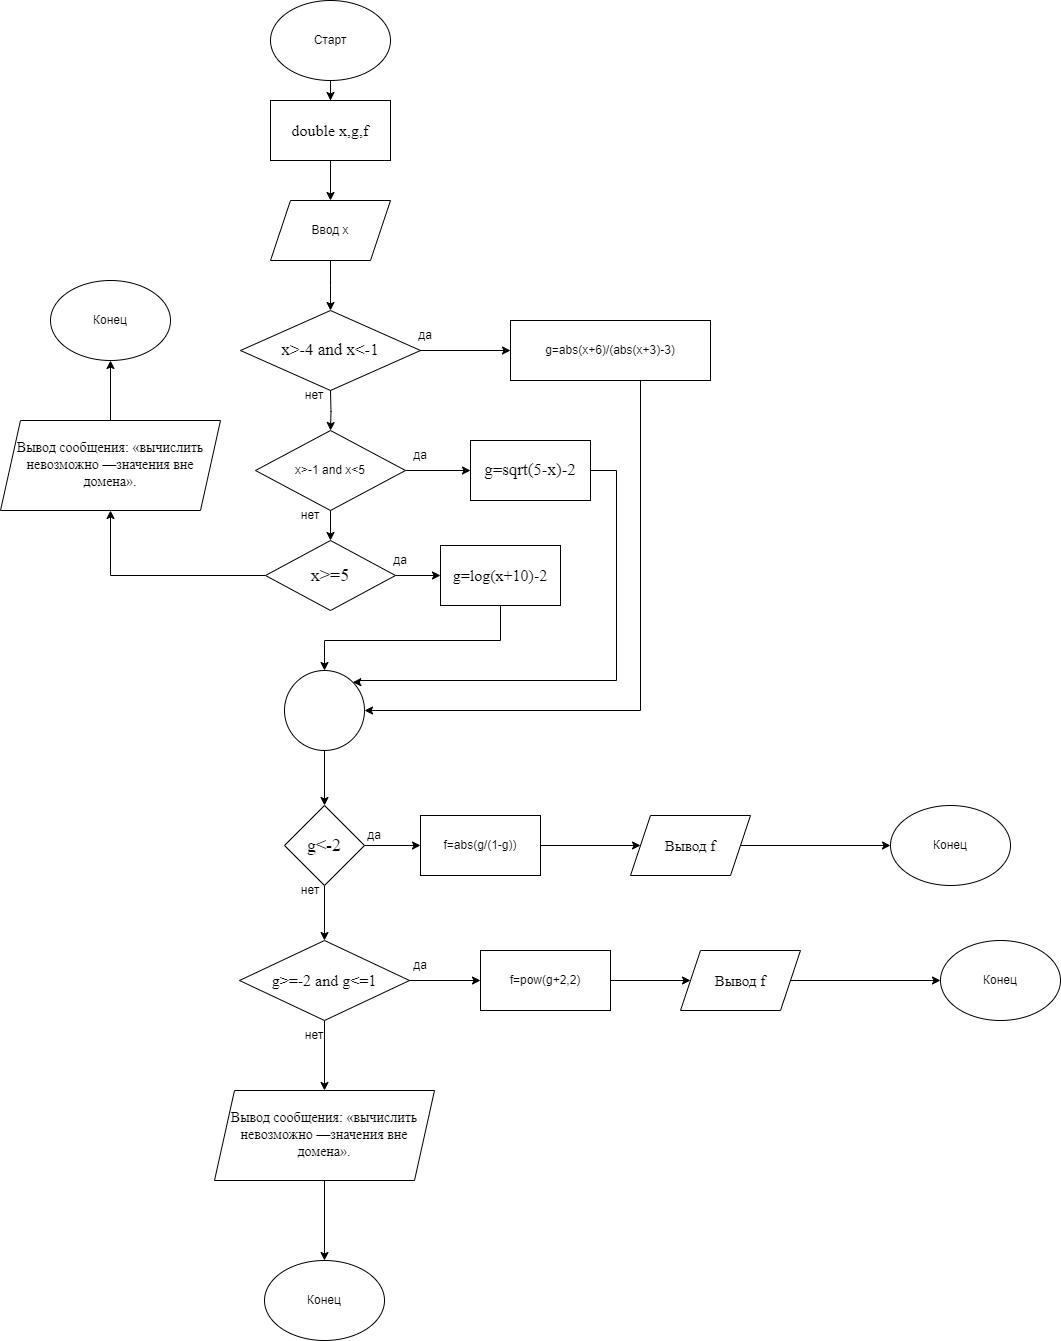 Старт
double x,g,f
Ввод x
x>-4 and x<-1
да
g=abs(x+6)/(abs(x+3)-3)
нет
Конец
Вывод сообщения: «вычислить
невозможно —значения вне
домена».
x>-1 and x<5
да
g=sqrt(5-x)-2
нет
x>=5
да
g=log(x+10)-2
g<-2
да
f=abs(g/(1-g))
Вывод f
Конец
нет
g>=-2 and g<=1
да
f=pow(g+2,2)
Вывод f
Конец
нет
Вывод сообщения: «вычислить
невозможно —значения вне
домена».
Конец